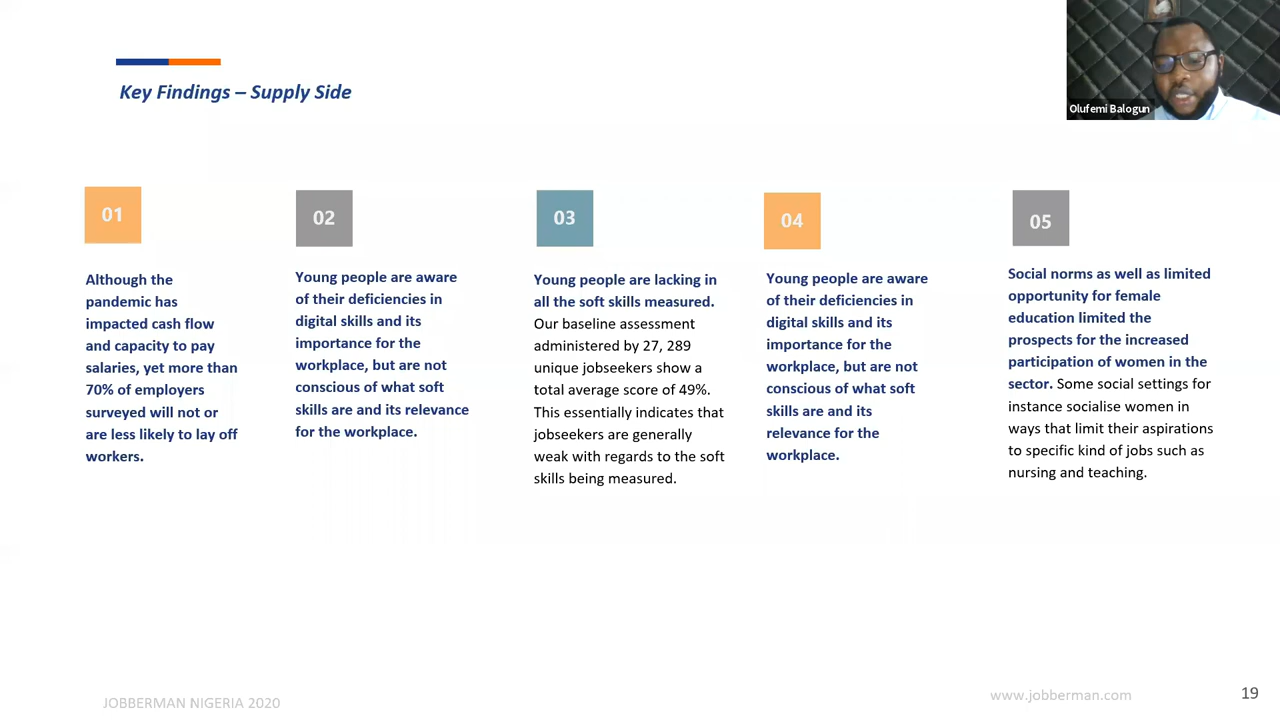 Key Findings – Supply Side
Olufemi Balogun
01
Although the
pandemic has
impacted cash flow
and capacity to pay
salaries, yet more than
70% of employers
surveyed will not or
are less likely to lay off
workers.
02
Young people are aware
of their deficiencies in
digital skills and its
importance for the
workplace, but are not
conscious of what soft
skills are and its relevance
for the workplace.
03
Young people are lacking in
all the soft skills measured.
Our baseline assessment
administered by 27, 289
unique jobseekers show a
total average score of 49%.
This essentially indicates that
jobseekers are generally
weak with regards to the soft
skills being measured.
04
Young people are aware
of their deficiencies in
digital skills and its
importance for the
workplace, but are not
conscious of what soft
skills are and its
relevance for the
workplace.
05
Social norms as well as limited
opportunity for female
education limited the
prospects for the increased
participation of women in the
sector. Some social settings for
instance socialise women in
ways that limit their aspirations
to specific kind of jobs such as
nursing and teaching.
JOBBERMAN NIGERIA 2020
www.jobberman.com
19